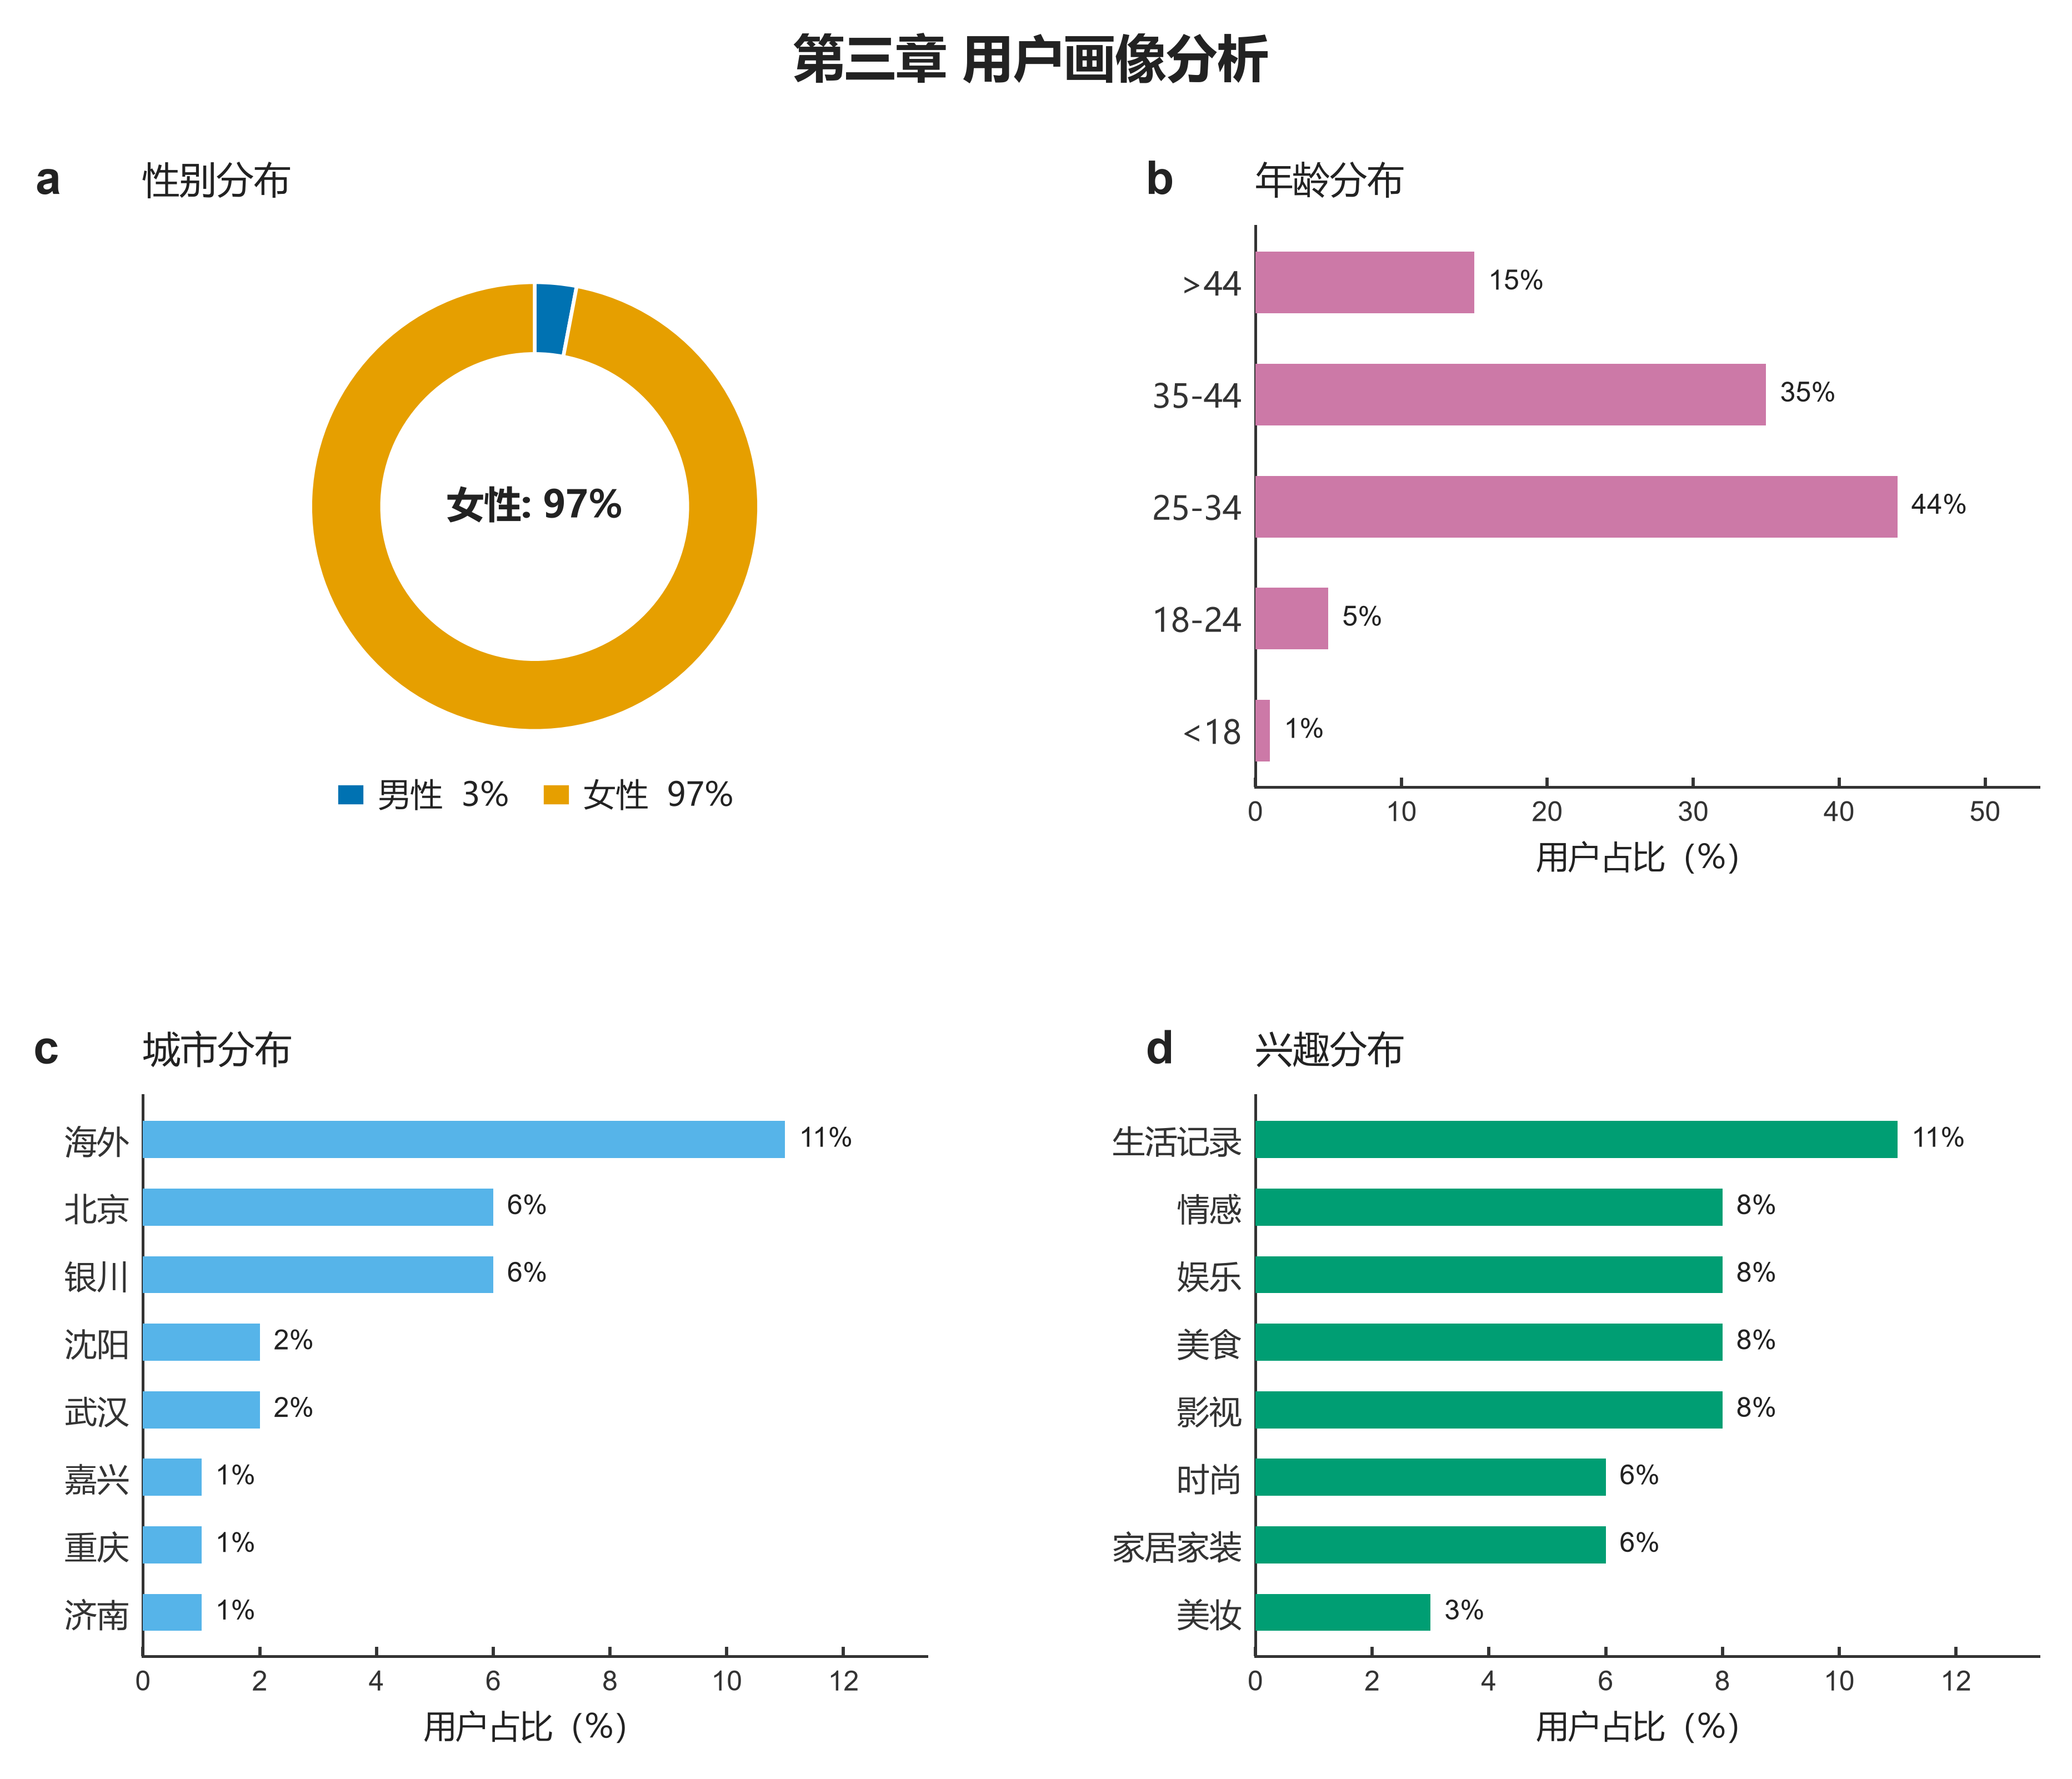 第三章 用户画像分析
a 性别分布
女性: 97%
男性 3% 女性 97%
b 年龄分布
>44 15%
35-44 35%
25-34 44%
18-24 5%
<18 1%
0 10 20 30 40 50
用户占比（%）
c 城市分布
海外 11%
北京 6%
银川 6%
沈阳 2%
武汉 2%
嘉兴 1%
重庆 1%
济南 1%
0 2 4 6 8 10 12
用户占比（%）
d 兴趣分布
生活记录 11%
情感 8%
娱乐 8%
美食 8%
影视 8%
时尚 6%
家居家装 6%
美妆 3%
0 2 4 6 8 10 12
用户占比（%）